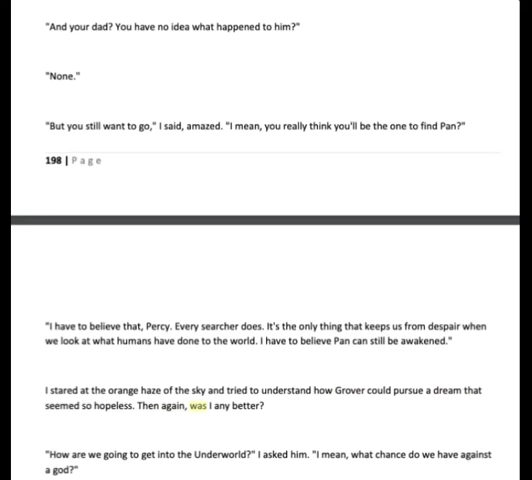 "And your dad? You have no idea what happened to him?"
"None."
"But you still want to go," I said, amazed. "I mean, you really think you'll be the one to find Pan?"
198 | Page
"I have to believe that, Percy. Every searcher does. It's the only thing that keeps us from despair when
we look at what humans have done to the world. I have to believe Pan can still be awakened."
I stared at the orange haze of the sky and tried to understand how Grover could pursue a dream that
seemed so hopeless. Then again, was I any better?
"How are we going to get into the Underworld?" I asked him. "I mean, what chance do we have against
a god?"